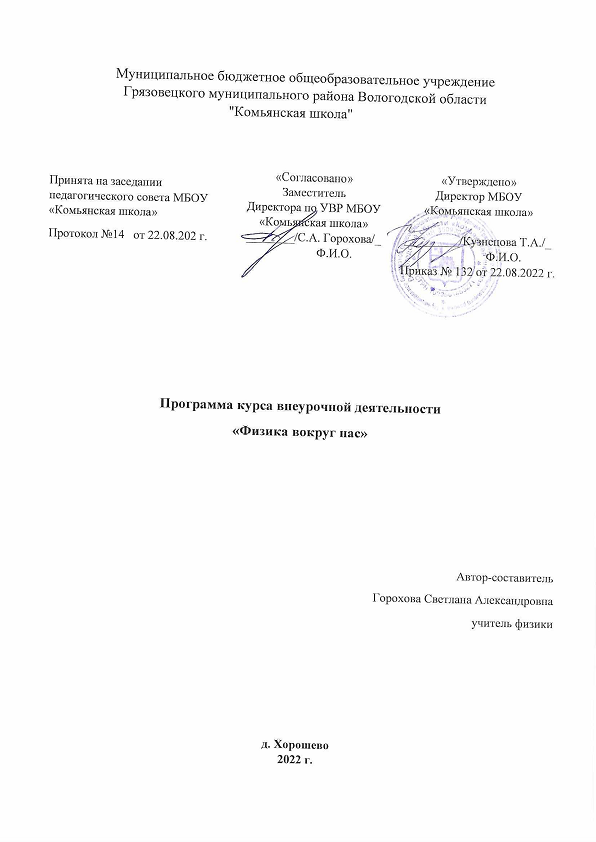 Муниципальное бюджетное общеобразовательное учреждение
Грязовецкого муниципального района Вологодской области
"Комьянская школа"
Принята на заседании
педагогического совета МБОУ
«Комьянская школа»
Протокол №14 от 22.08.202 г.
«Согласовано»
Заместитель
Директора по УВР МБОУ
«Комьянская школа»
/С.А. Горохова/_
Ф.И.О.
«Утверждено»
Директор МБОУ
«Комьянская школа»
/Кузнецова Т.А./_
Ф.И.О.
Приказ № 132 от 22.08.2022 г.
Программа курса внеурочной деятельности
«Физика вокруг нас»
Автор-составитель
Горохова Светлана Александровна
учитель физики
д. Хорошево
2022 г.